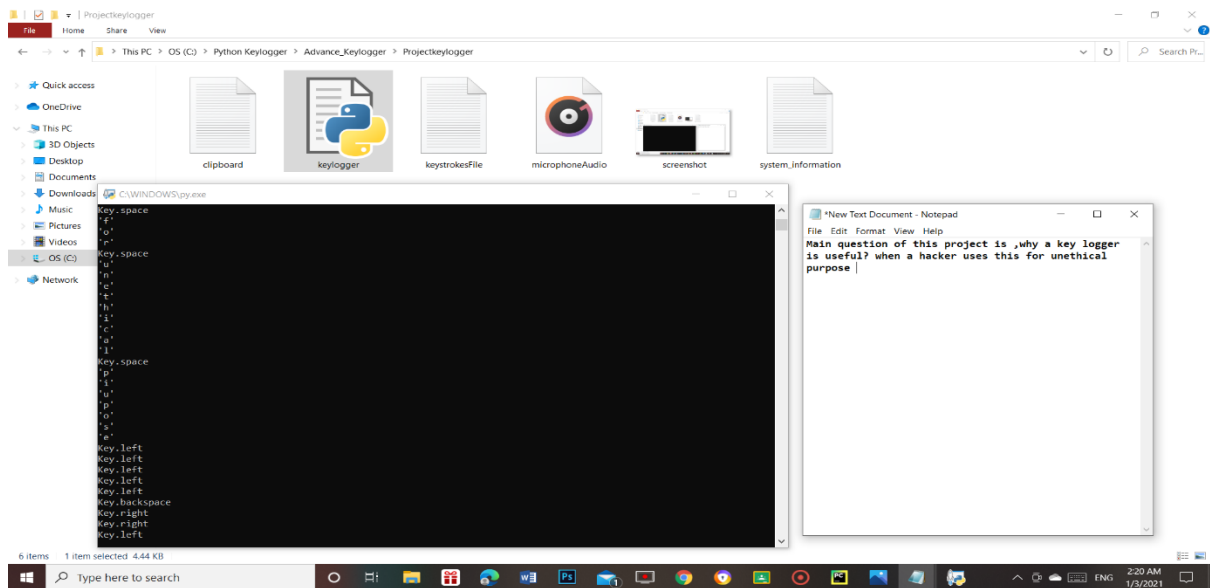 Projectkeylogger
File Home Share View
This PC > OS (C:) > Python Keylogger > Advance_Keylogger > Projectkeylogger
Search Pr...
Quick access
OneDrive
This PC
3D Objects
Desktop
Documents
Downloads
Music
Pictures
Videos
OS (C:)
Network
clipboard
keylogger
keystrokesFile
microphoneAudio
screenshot
system_information
C:\WINDOWS\py.exe
Key.space
'f'
'o'
'r'
Key.space
'u'
'n'
'e'
't'
'h'
'i'
'c'
'a'
'l'
Key.space
'p'
'i'
'u'
'p'
'o'
's'
'e'
Key.left
Key.left
Key.left
Key.left
Key.left
Key.backspace
Key.right
Key.right
Key.left
*New Text Document - Notepad
File Edit Format View Help
Main question of this project is ,why a key logger
is useful? when a hacker uses this for unethical
purpose
6 items 1 item selected 4.44 KB
Type here to search
ENG
2:20 AM
1/3/2021